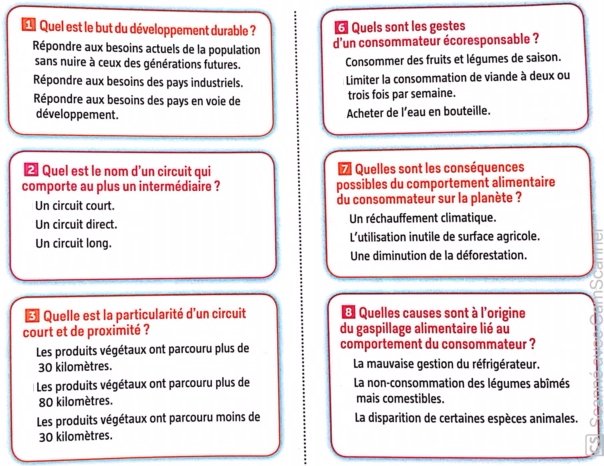 1 Quel est le but du développement durable ?
Répondre aux besoins actuels de la population
sans nuire à ceux des générations futures.
Répondre aux besoins des pays industriels.
Répondre aux besoins des pays en voie de
développement.
2 Quel est le nom d'un circuit qui
comporte au plus un intermédiaire ?
Un circuit court.
Un circuit direct.
Un circuit long.
3 Quelle est la particularité d'un circuit
court et de proximité ?
Les produits végétaux ont parcouru plus de
30 kilomètres.
Les produits végétaux ont parcouru plus de
80 kilomètres.
Les produits végétaux ont parcouru moins de
30 kilomètres.
6 Quels sont les gestes
d'un consommateur écoresponsable ?
Consommer des fruits et légumes de saison.
Limiter la consommation de viande à deux ou
trois fois par semaine.
Acheter de l'eau en bouteille.
7 Quelles sont les conséquences
possibles du comportement alimentaire
du consommateur sur la planète ?
Un réchauffement climatique.
L'utilisation inutile de surface agricole.
Une diminution de la déforestation.
8 Quelles causes sont à l'origine
du gaspillage alimentaire lié au
comportement du consommateur ?
La mauvaise gestion du réfrigérateur.
La non-consommation des légumes abîmés
mais comestibles.
La disparition de certaines espèces animales.
CS Scanné avec CamScanner